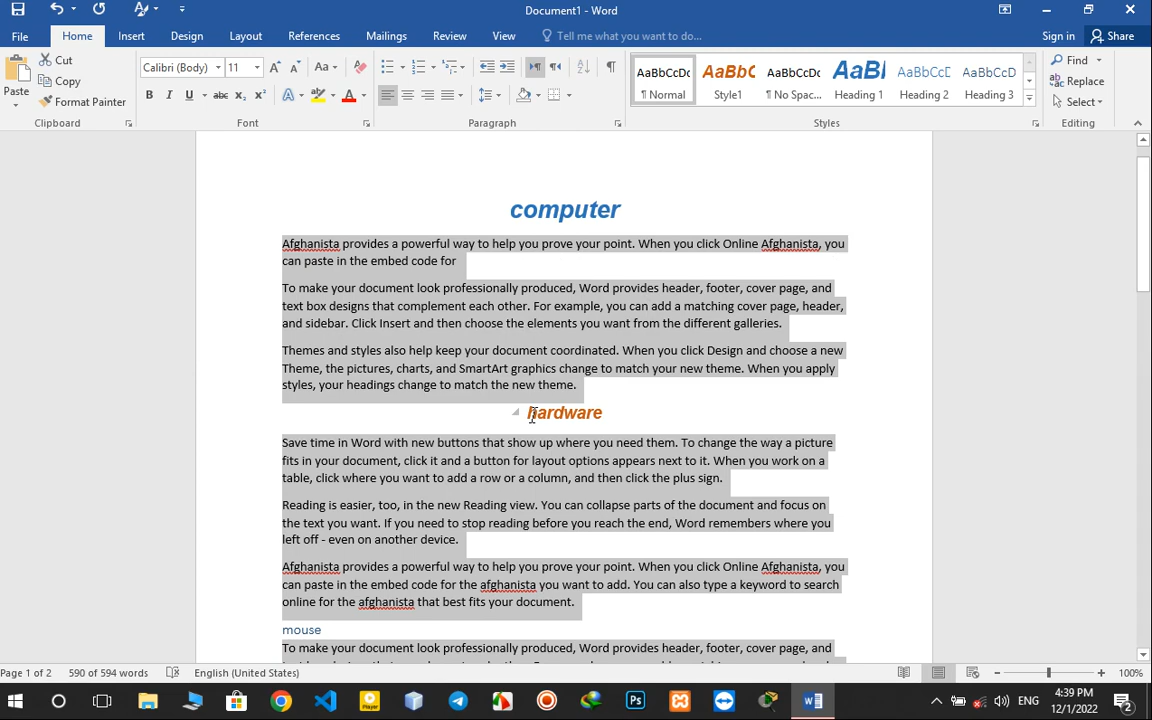 Document1 - Word
File Home Insert Design Layout References Mailings Review View Tell me what you want to do... Sign in Share
Paste Cut Copy Format Painter
Calibri (Body) 11
AaBbCcDc AaBbC AaBbCcDc AaBl AaBbCcD AaBbCcD
¶ Normal Style1 ¶ No Spac... Heading 1 Heading 2 Heading 3
Find Replace Select
Clipboard Font Paragraph Styles Editing
computer
Afghanista provides a powerful way to help you prove your point. When you click Online Afghanista, you
can paste in the embed code for
To make your document look professionally produced, Word provides header, footer, cover page, and
text box designs that complement each other. For example, you can add a matching cover page, header,
and sidebar. Click Insert and then choose the elements you want from the different galleries.
Themes and styles also help keep your document coordinated. When you click Design and choose a new
Theme, the pictures, charts, and SmartArt graphics change to match your new theme. When you apply
styles, your headings change to match the new theme.
hardware
Save time in Word with new buttons that show up where you need them. To change the way a picture
fits in your document, click it and a button for layout options appears next to it. When you work on a
table, click where you want to add a row or a column, and then click the plus sign.
Reading is easier, too, in the new Reading view. You can collapse parts of the document and focus on
the text you want. If you need to stop reading before you reach the end, Word remembers where you
left off - even on another device.
Afghanista provides a powerful way to help you prove your point. When you click Online Afghanista, you
can paste in the embed code for the afghanista you want to add. You can also type a keyword to search
online for the afghanista that best fits your document.
mouse
To make your document look professionally produced, Word provides header, footer, cover page, and
Page 1 of 2 590 of 594 words English (United States) 100%
ENG 4:39 PM
12/1/2022